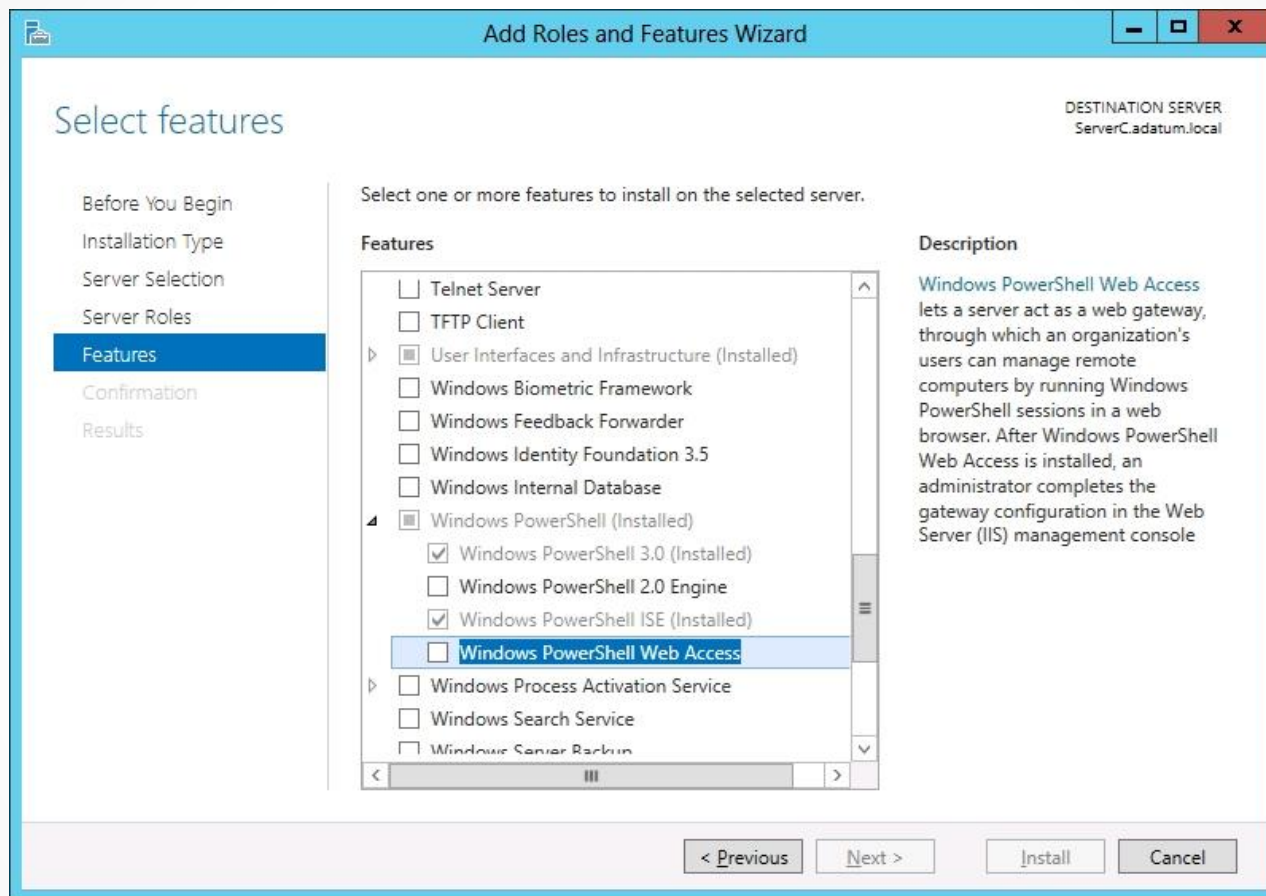 Add Roles and Features Wizard
X
Select features
DESTINATION SERVER
ServerC.adatum.local
Before You Begin
Installation Type
Server Selection
Server Roles
Features
Confirmation
Results
Select one or more features to install on the selected server.
Features
Telnet Server
TFTP Client
User Interfaces and Infrastructure (Installed)
Windows Biometric Framework
Windows Feedback Forwarder
Windows Identity Foundation 3.5
Windows Internal Database
Windows PowerShell (Installed)
Windows PowerShell 3.0 (Installed)
Windows PowerShell 2.0 Engine
Windows PowerShell ISE (Installed)
Windows PowerShell Web Access
Windows Process Activation Service
Windows Search Service
Windows Server Backup
Description
Windows PowerShell Web Access
lets a server act as a web gateway,
through which an organization's
users can manage remote
computers by running Windows
PowerShell sessions in a web
browser. After Windows PowerShell
Web Access is installed, an
administrator completes the
gateway configuration in the Web
Server (IIS) management console
< Previous
Next >
Install
Cancel